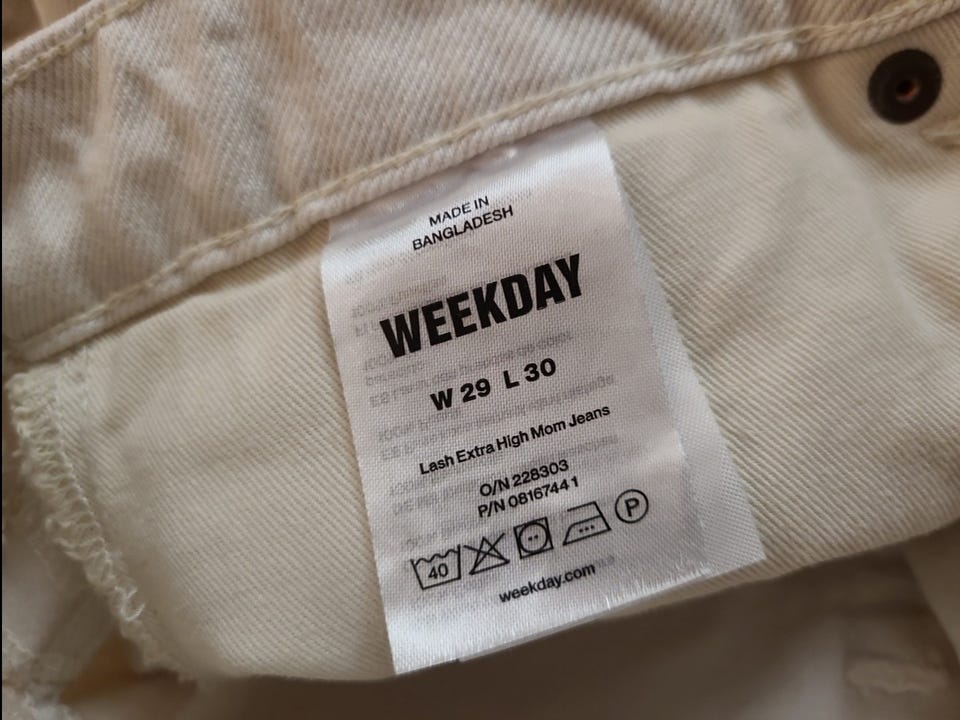 MADE IN
BANGLADESH
WEEKDAY
W 29 L 30
Lash Extra High Mom Jeans
O/N 228303
P/N 08167441
40
P
weekday.com